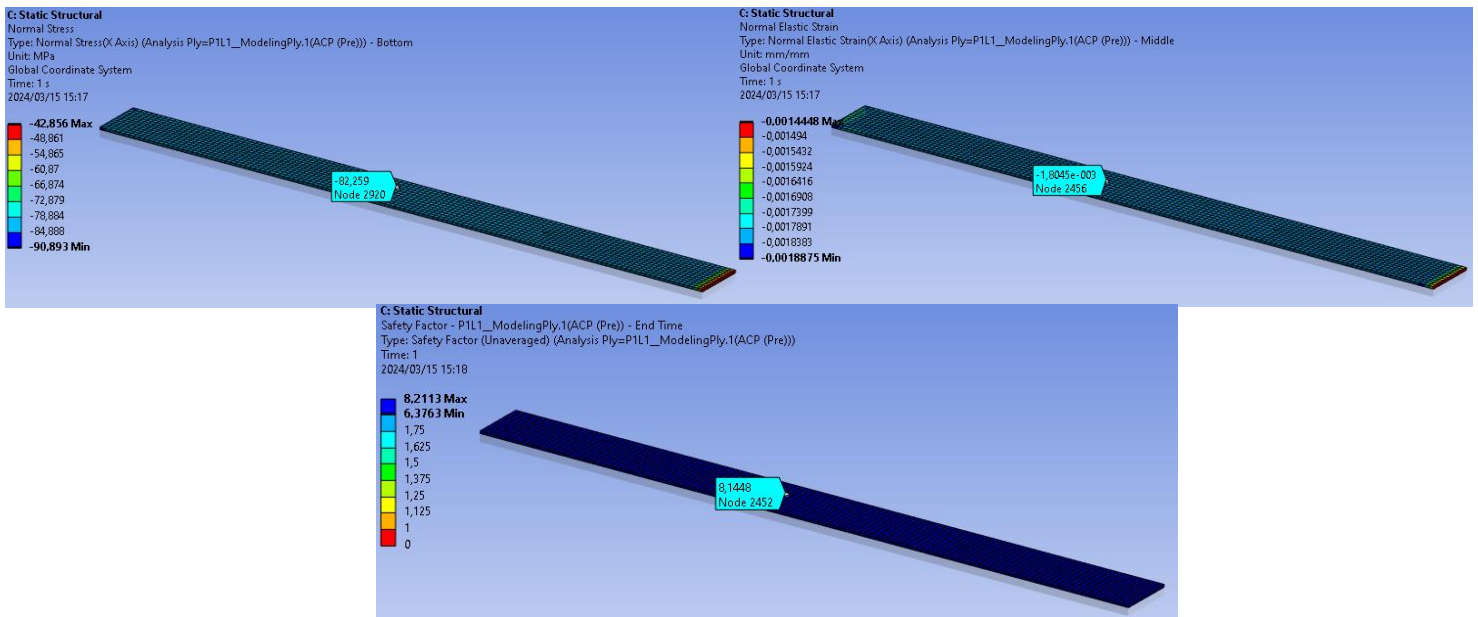 C: Static Structural
Normal Stress
Type: Normal Stress(X Axis) (Analysis Ply=P1L1__ModelingPly.1(ACP (Pre))) - Bottom
Unit: MPa
Global Coordinate System
Time: 1 s
2024/03/15 15:17
-42,856 Max
-48,861
-54,865
-60,87
-66,874
-72,879
-78,884
-84,888
-90,893 Min
-82,259
Node 2920
C: Static Structural
Normal Elastic Strain
Type: Normal Elastic Strain(X Axis) (Analysis Ply=P1L1__ModelingPly.1(ACP (Pre))) - Middle
Unit: mm/mm
Global Coordinate System
Time: 1 s
2024/03/15 15:17
-0,0014448 Max
-0,001494
-0,0015432
-0,0015924
-0,0016416
-0,0016908
-0,0017399
-0,0017891
-0,0018383
-0,0018875 Min
-1,8045e-003
Node 2456
C: Static Structural
Safety Factor - P1L1__ModelingPly.1(ACP (Pre)) - End Time
Type: Safety Factor (Unaveraged) (Analysis Ply=P1L1__ModelingPly.1(ACP (Pre)))
Time: 1
2024/03/15 15:18
8,2113 Max
6,3763 Min
1,75
1,625
1,5
1,375
1,25
1,125
1
0
8,1448
Node 2452